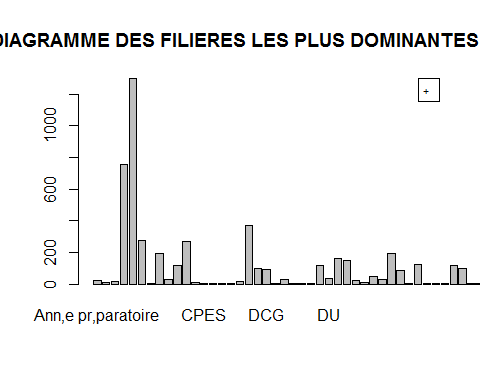 DIAGRAMME DES FILIERES LES PLUS DOMINANTES
+
1000
600
200
0
Ann,e pr,paratoire CPES DCG DU